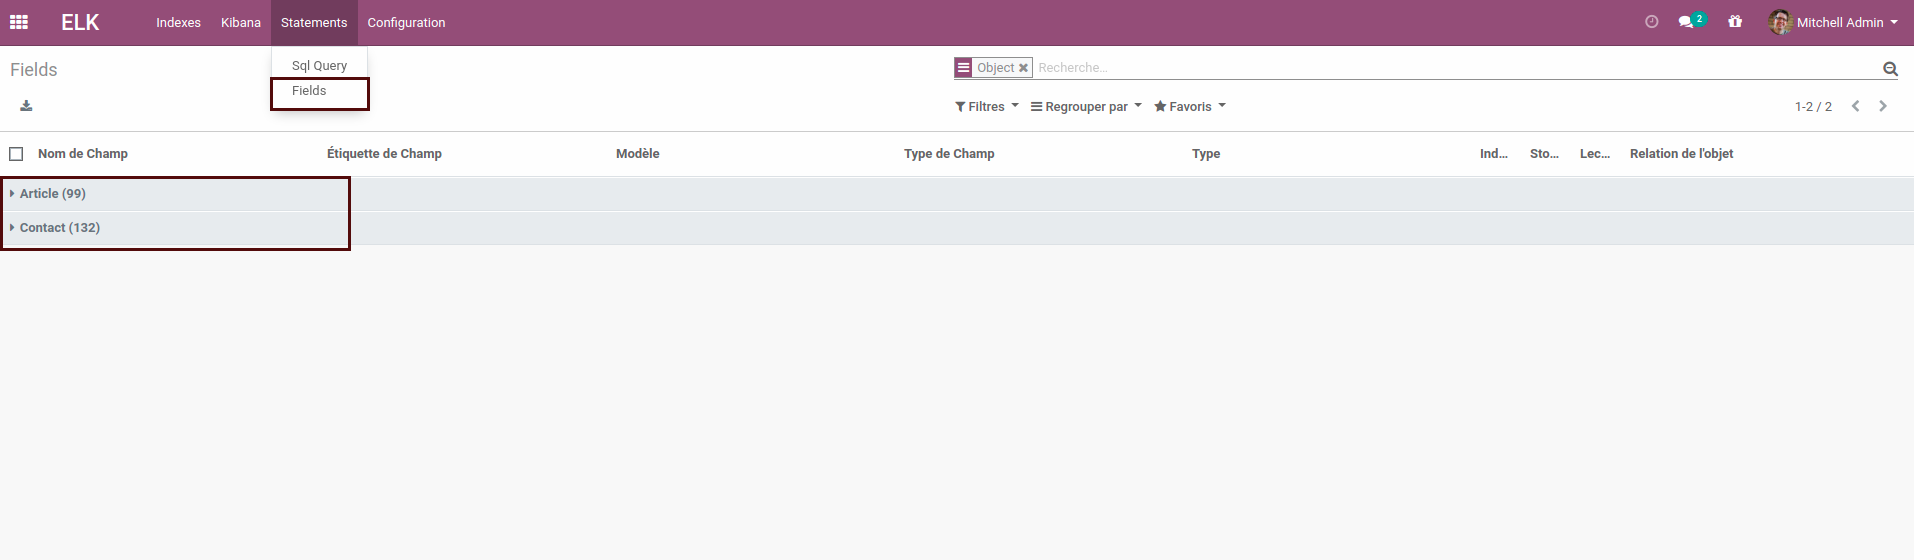 ELK Indexes Kibana Statements Configuration 2 Mitchell Admin
Sql Query
Fields
Fields
Object Recherche...
Filtres Regrouper par Favoris 1-2 / 2
Nom de Champ Étiquette de Champ Modèle Type de Champ Type Ind... Sto... Lec... Relation de l'objet
Article (99)
Contact (132)